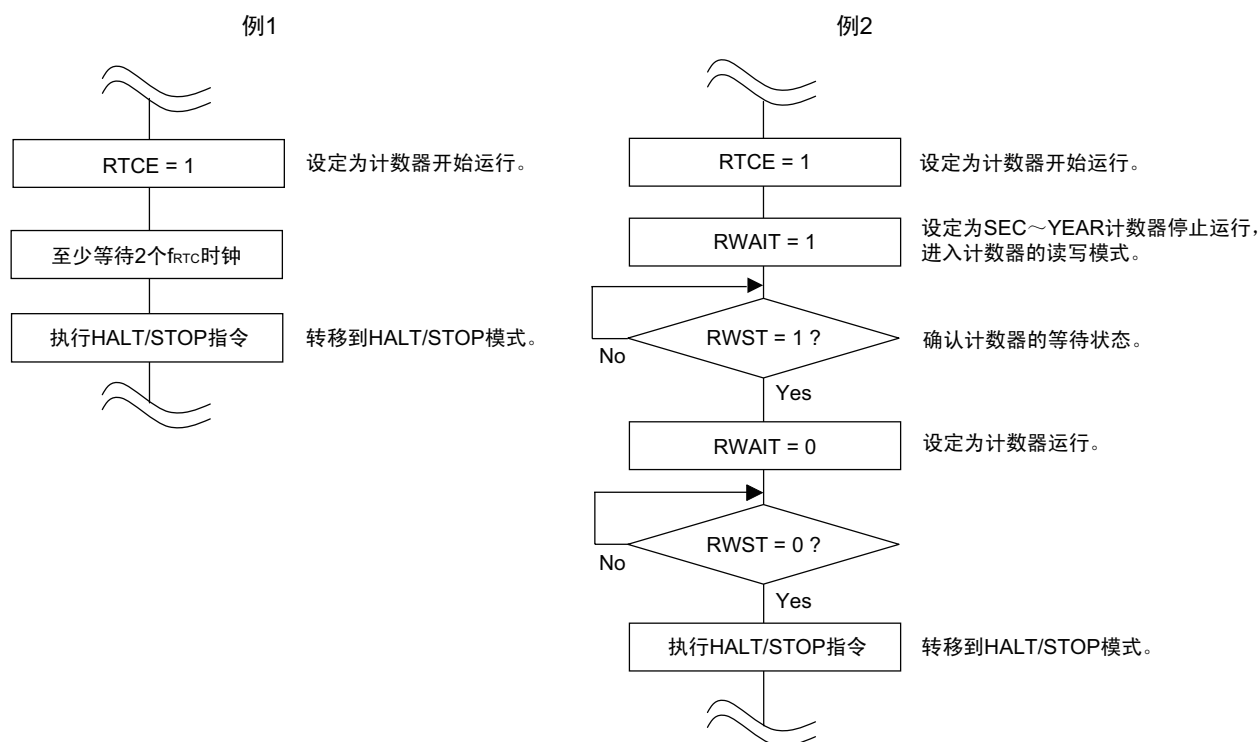 例1
RTCE = 1
设定为计数器开始运行。
至少等待2个fRTC时钟
执行HALT/STOP指令
转移到HALT/STOP模式。
例2
RTCE = 1
设定为计数器开始运行。
RWAIT = 1
设定为SEC～YEAR计数器停止运行，
进入计数器的读写模式。
RWST = 1 ?
确认计数器的等待状态。
No
Yes
RWAIT = 0
设定为计数器运行。
RWST = 0 ?
No
Yes
执行HALT/STOP指令
转移到HALT/STOP模式。